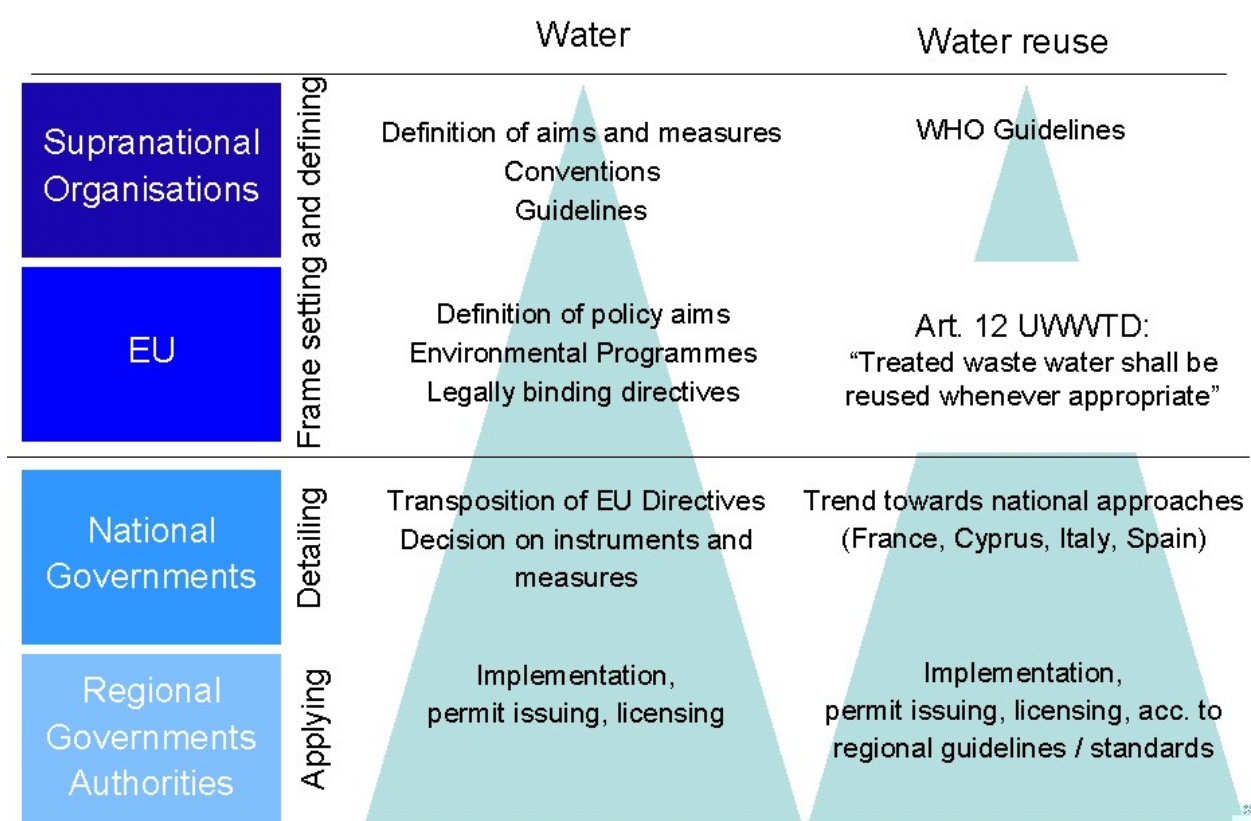 Water
Water reuse
Supranational
Organisations
Frame setting and defining
Definition of aims and measures
Conventions
Guidelines
WHO Guidelines
EU
Definition of policy aims
Environmental Programmes
Legally binding directives
Art. 12 UWWTD:
“Treated waste water shall be
reused whenever appropriate”
National
Governments
Detailing
Transposition of EU Directives
Decision on instruments and
measures
Trend towards national approaches
(France, Cyprus, Italy, Spain)
Regional
Governments
Authorities
Applying
Implementation,
permit issuing, licensing
Implementation,
permit issuing, licensing, acc. to
regional guidelines / standards